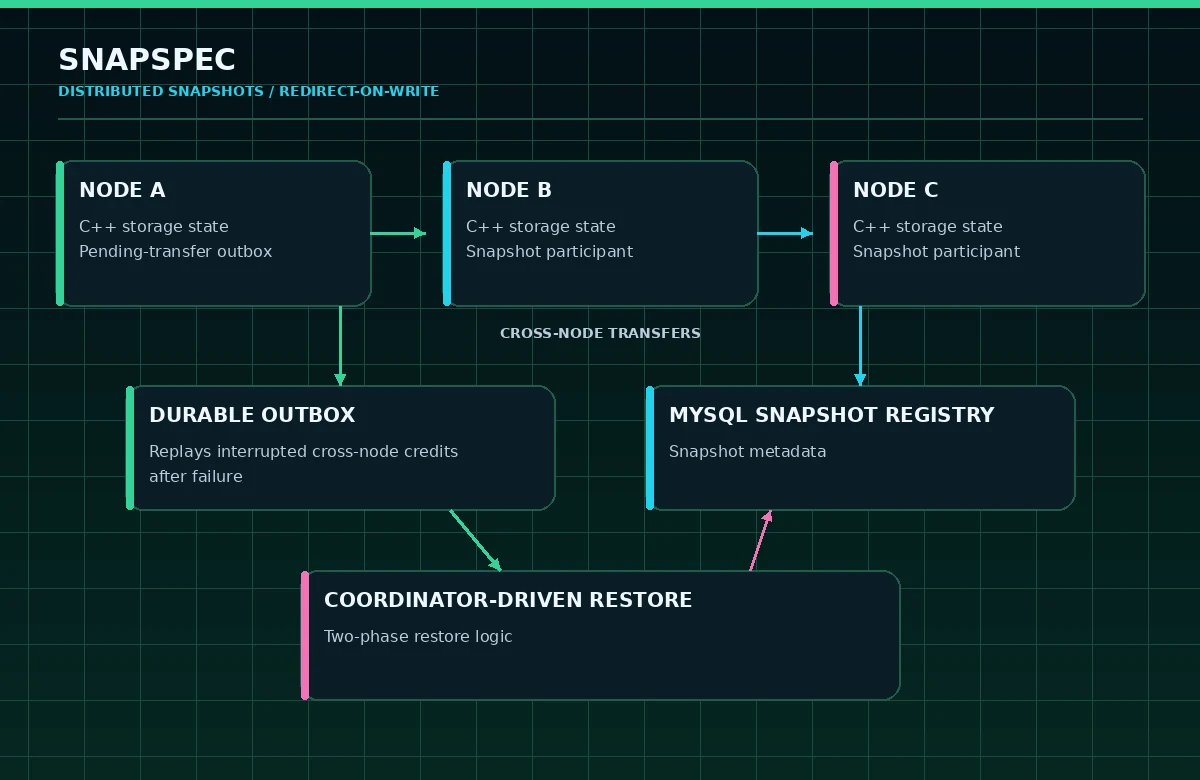 SNAPSPEC
DISTRIBUTED SNAPSHOTS / REDIRECT-ON-WRITE
NODE A
C++ storage state
Pending-transfer outbox
NODE B
C++ storage state
Snapshot participant
NODE C
C++ storage state
Snapshot participant
CROSS-NODE TRANSFERS
DURABLE OUTBOX
Replays interrupted cross-node credits
after failure
MYSQL SNAPSHOT REGISTRY
Snapshot metadata
COORDINATOR-DRIVEN RESTORE
Two-phase restore logic